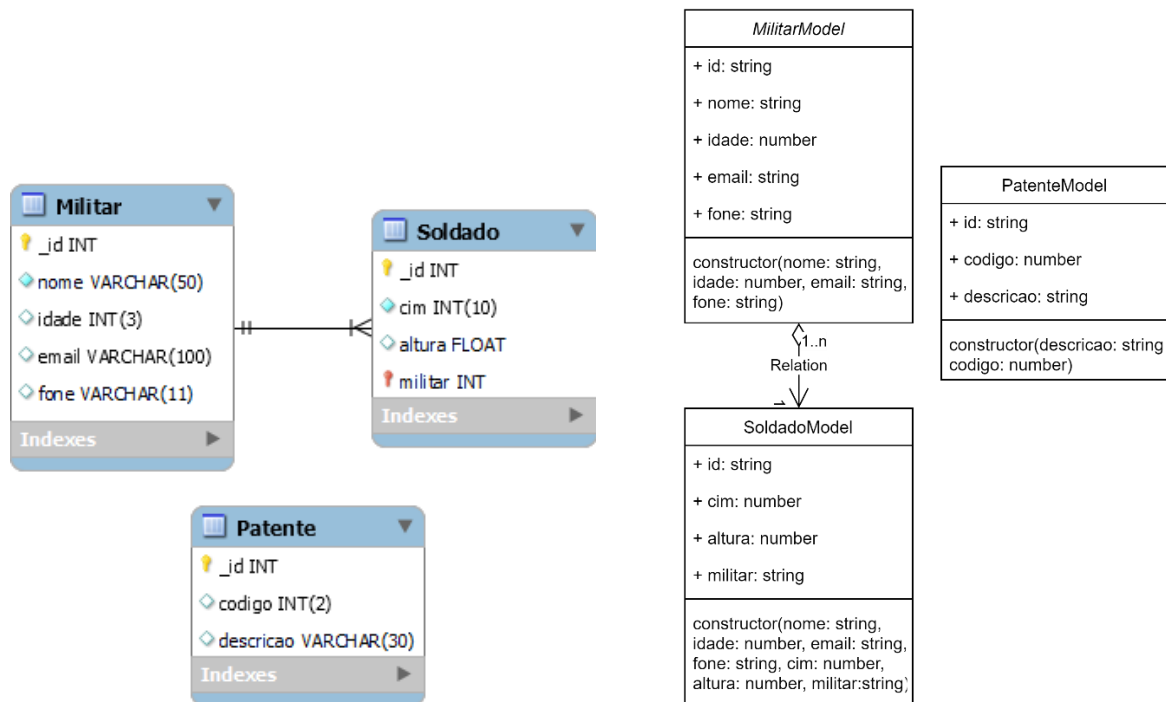 Militar
_id INT
nome VARCHAR(50)
idade INT(3)
email VARCHAR(100)
fone VARCHAR(11)
Indexes
Soldado
_id INT
cim INT(10)
altura FLOAT
militar INT
Indexes
Patente
_id INT
codigo INT(2)
descricao VARCHAR(30)
Indexes
MilitarModel
+ id: string
+ nome: string
+ idade: number
+ email: string
+ fone: string
constructor(nome: string,
idade: number, email: string,
fone: string)
1..n
Relation
1
SoldadoModel
+ id: string
+ cim: number
+ altura: number
+ militar: string
constructor(nome: string,
idade: number, email: string,
fone: string, cim: number,
altura: number, militar:string)
PatenteModel
+ id: string
+ codigo: number
+ descricao: string
constructor(descricao: string
codigo: number)